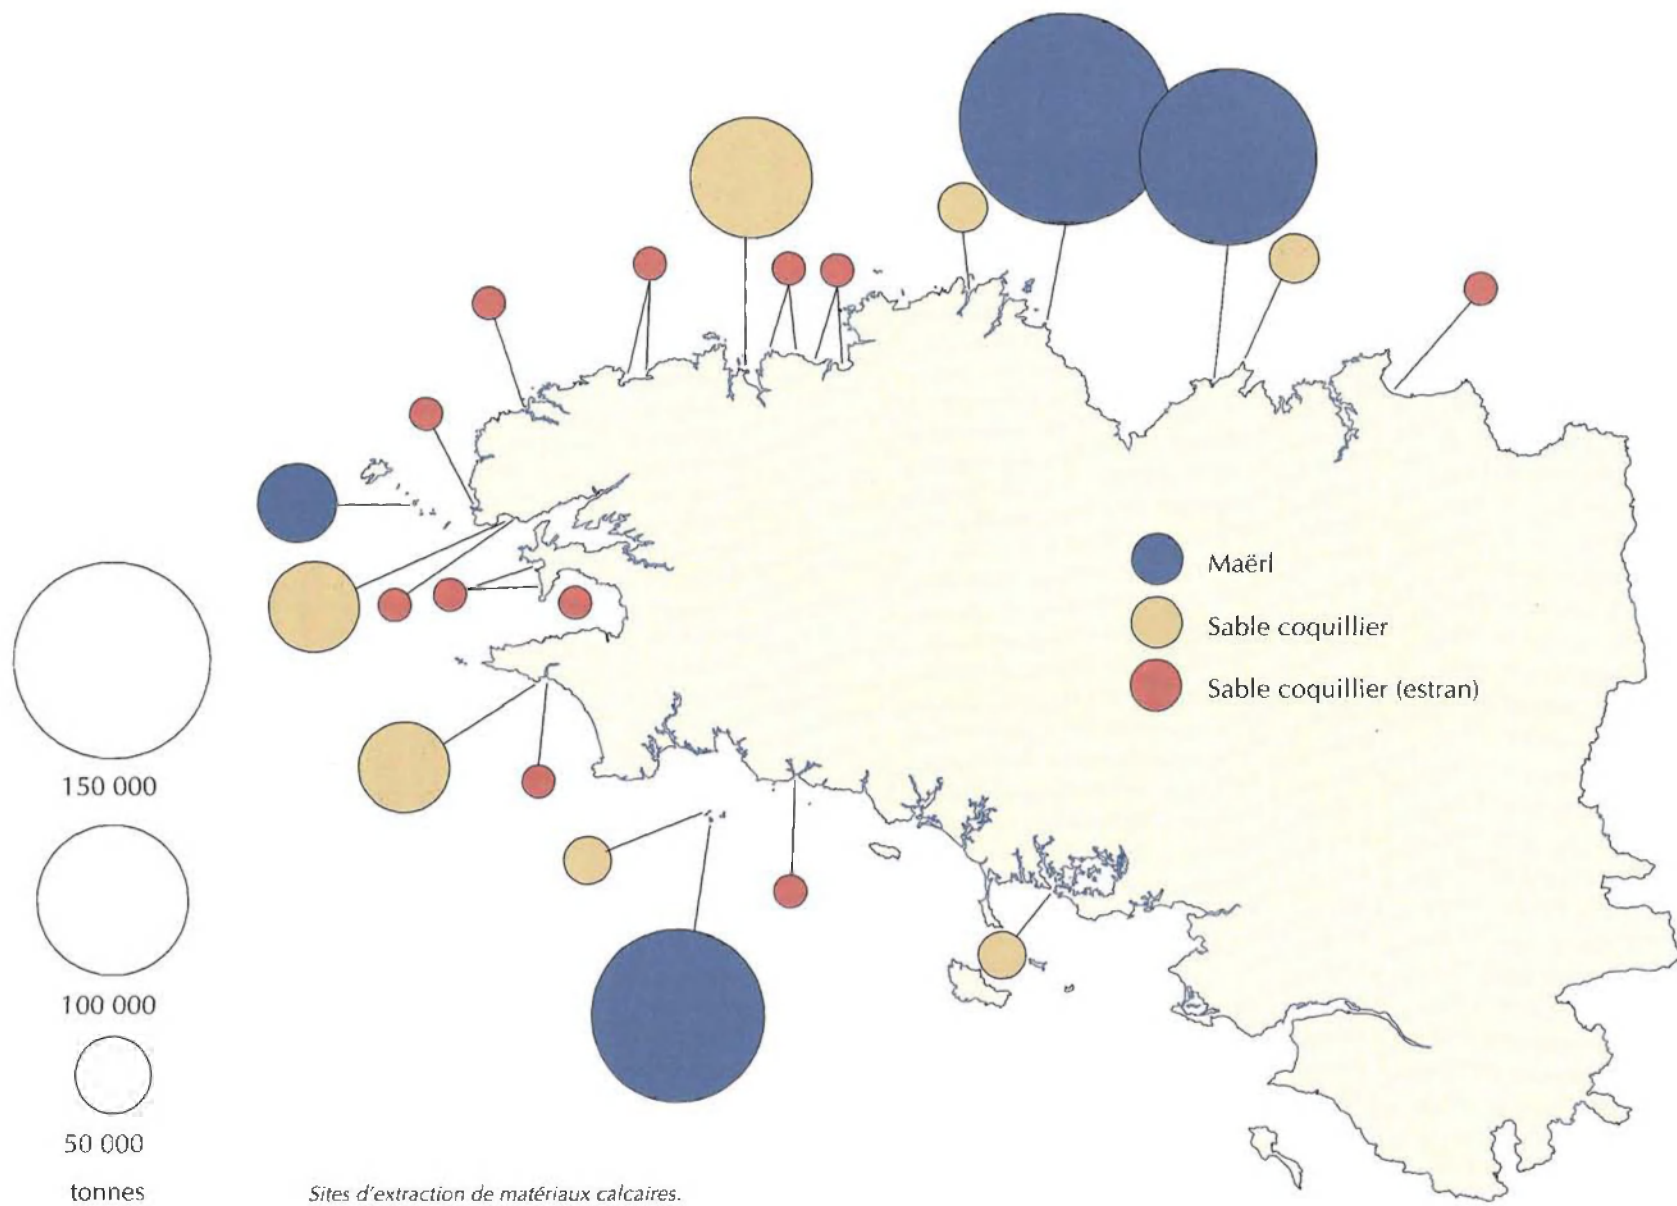 Maërl
Sable coquillier
Sable coquillier (estran)
150 000
100 000
50 000
tonnes
Sites d'extraction de matériaux calcaires.